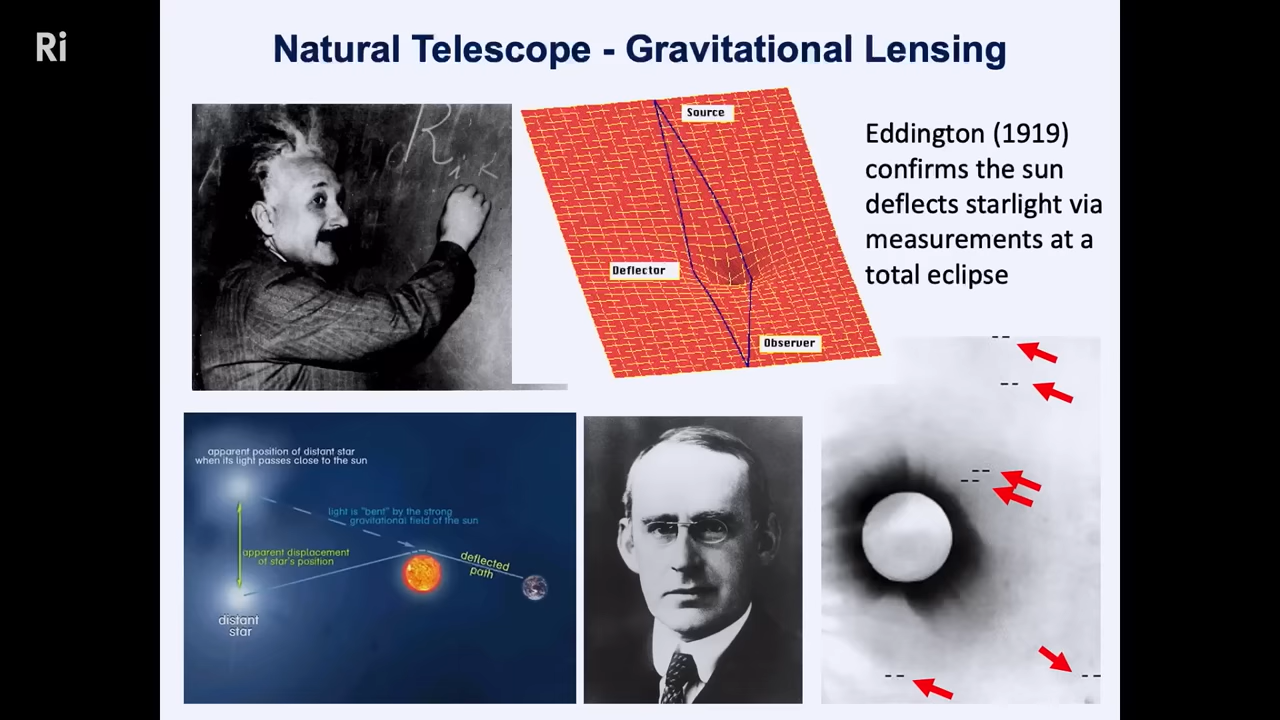 Ri
Natural Telescope - Gravitational Lensing
R i k
Source
Deflector
Observer
Eddington (1919)
confirms the sun
deflects starlight via
measurements at a
total eclipse
apparent position of distant star
when its light passes close to the sun
light is "bent" by the strong
gravitational field of the sun
apparent displacement
of star's position
deflected
path
distant
star